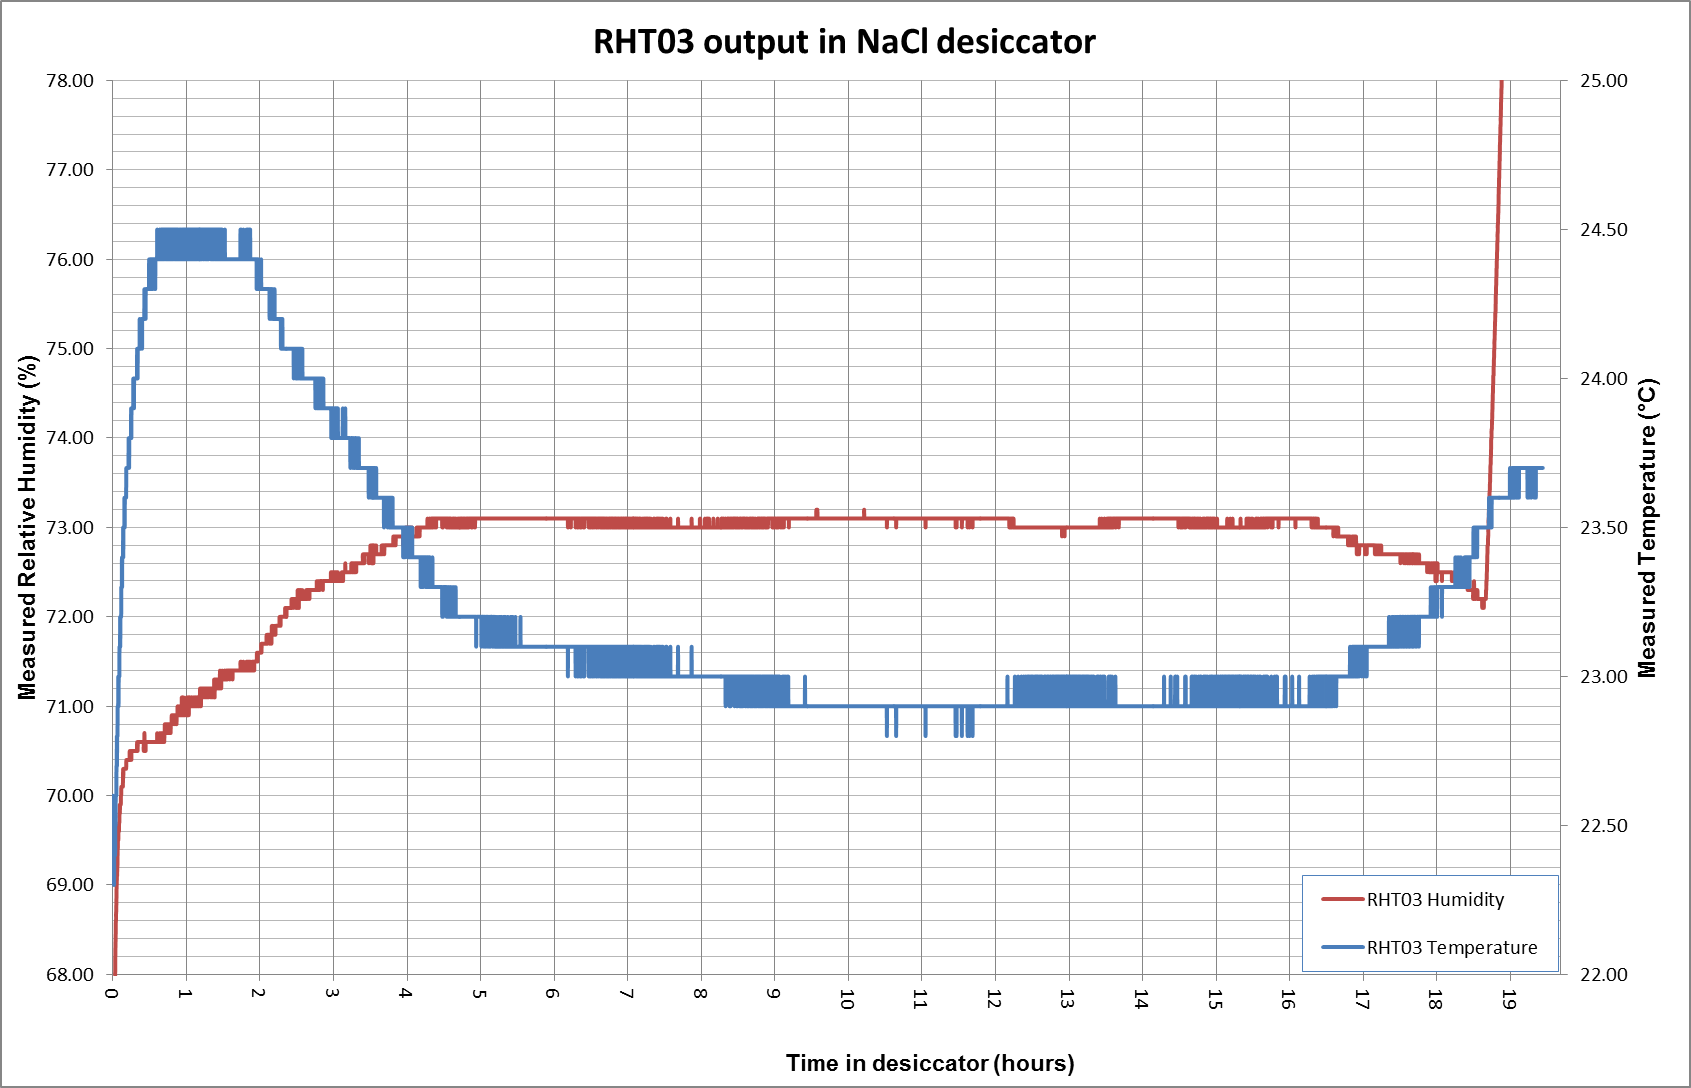 RHT03 output in NaCl desiccator
Measured Relative Humidity (%)
78.00
77.00
76.00
75.00
74.00
73.00
72.00
71.00
70.00
69.00
68.00
25.00
24.50
24.00
23.50
23.00
22.50
22.00
Measured Temperature (°C)
RHT03 Humidity
RHT03 Temperature
0 1 2 3 4 5 6 7 8 9 10 11 12 13 14 15 16 17 18 19
Time in desiccator (hours)